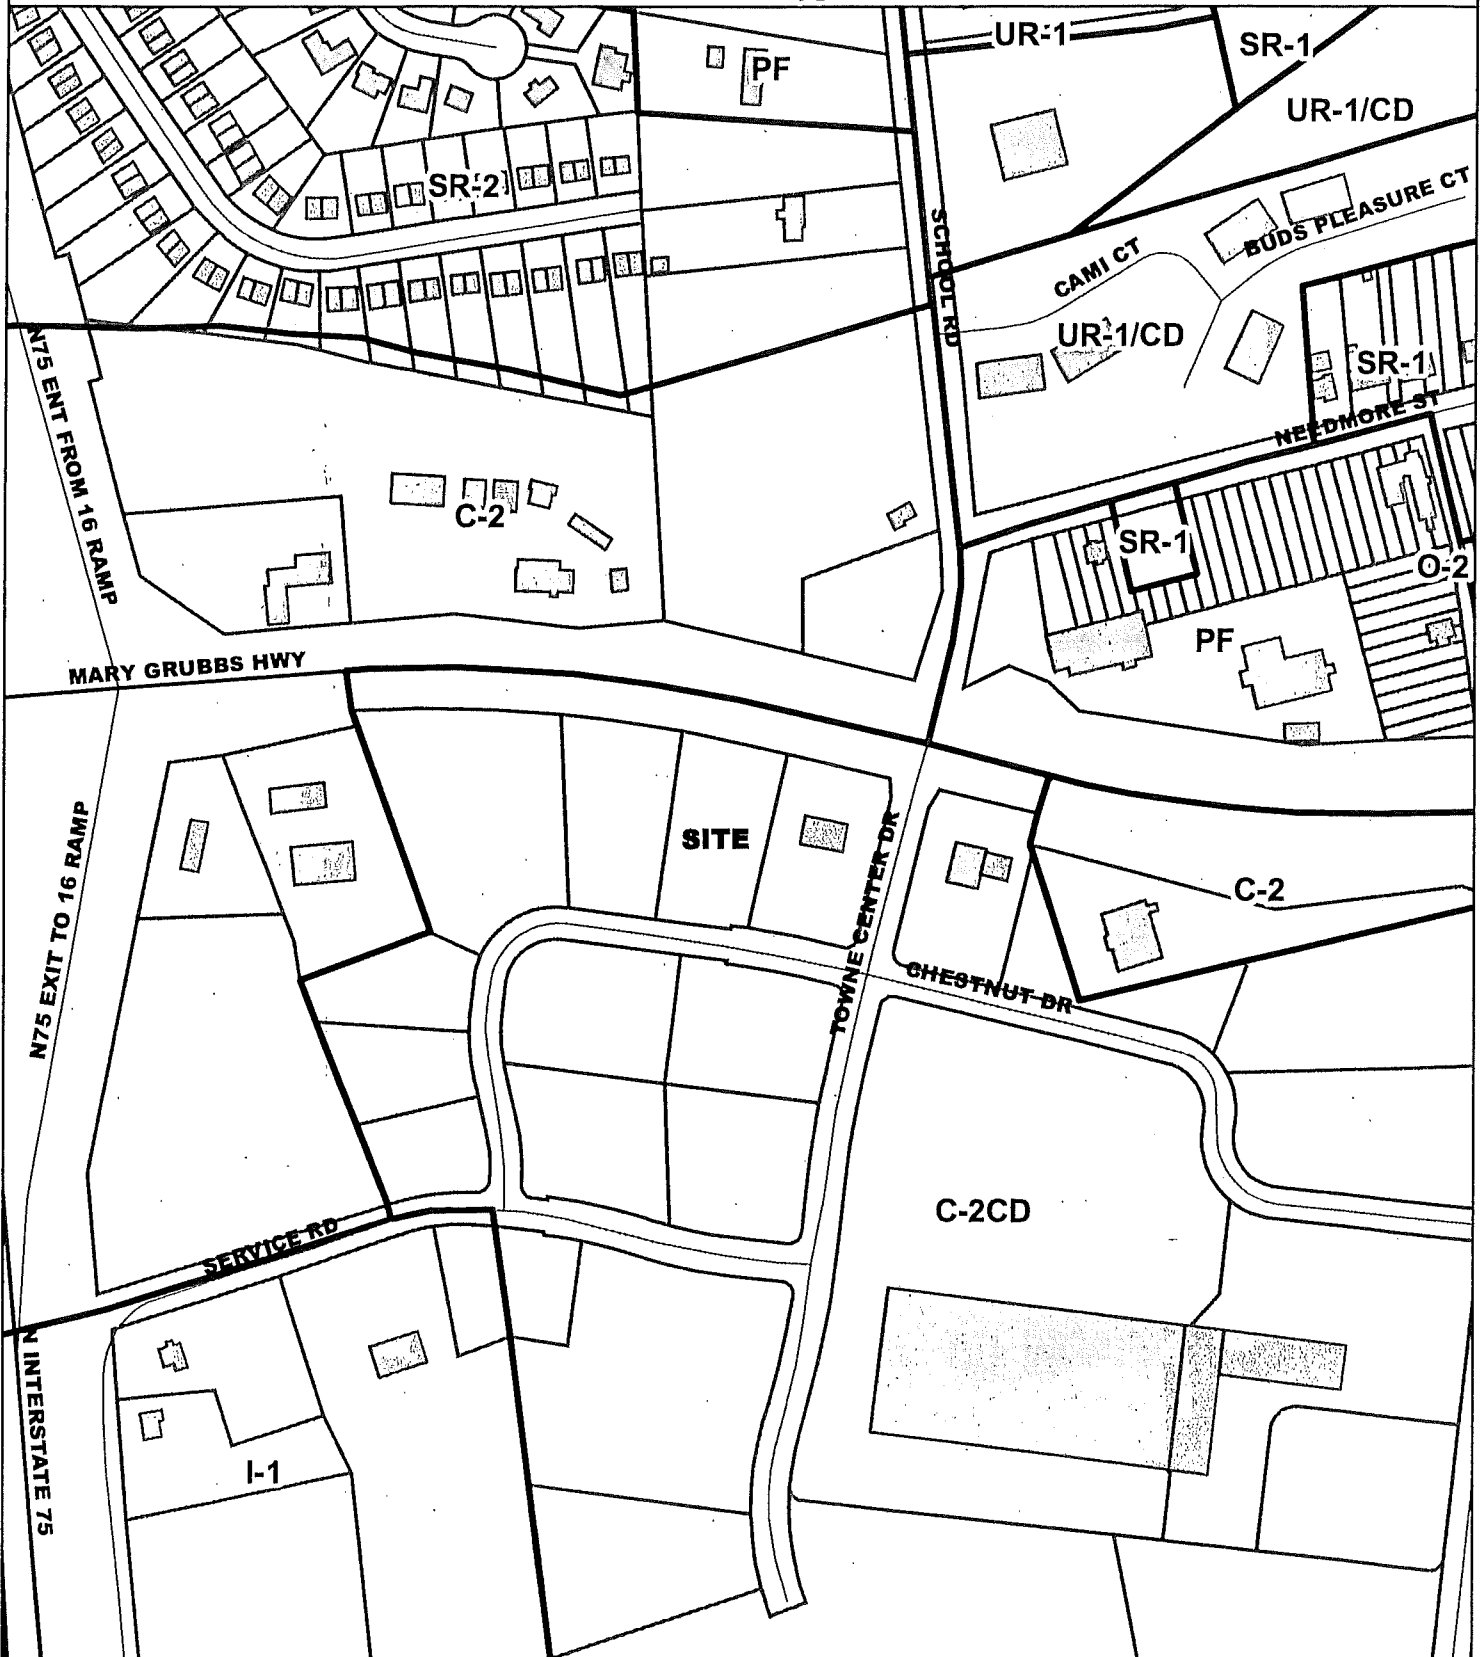 UR-1
SR-1
PF
UR-1/CD
SR-2
BUDS PLEASURE CT
SCHOOL RD
CAMI CT
UR-1/CD
SR-1
N75 ENT FROM 16 RAMP
NEEDMORE ST
C-2
SR-1
O-2
PF
MARY GRUBBS HWY
SITE
TOWNE CENTER DR
C-2
N75 EXIT TO 16 RAMP
CHESTNUT DR
C-2CD
SERVICE RD
N INTERSTATE 75
I-1